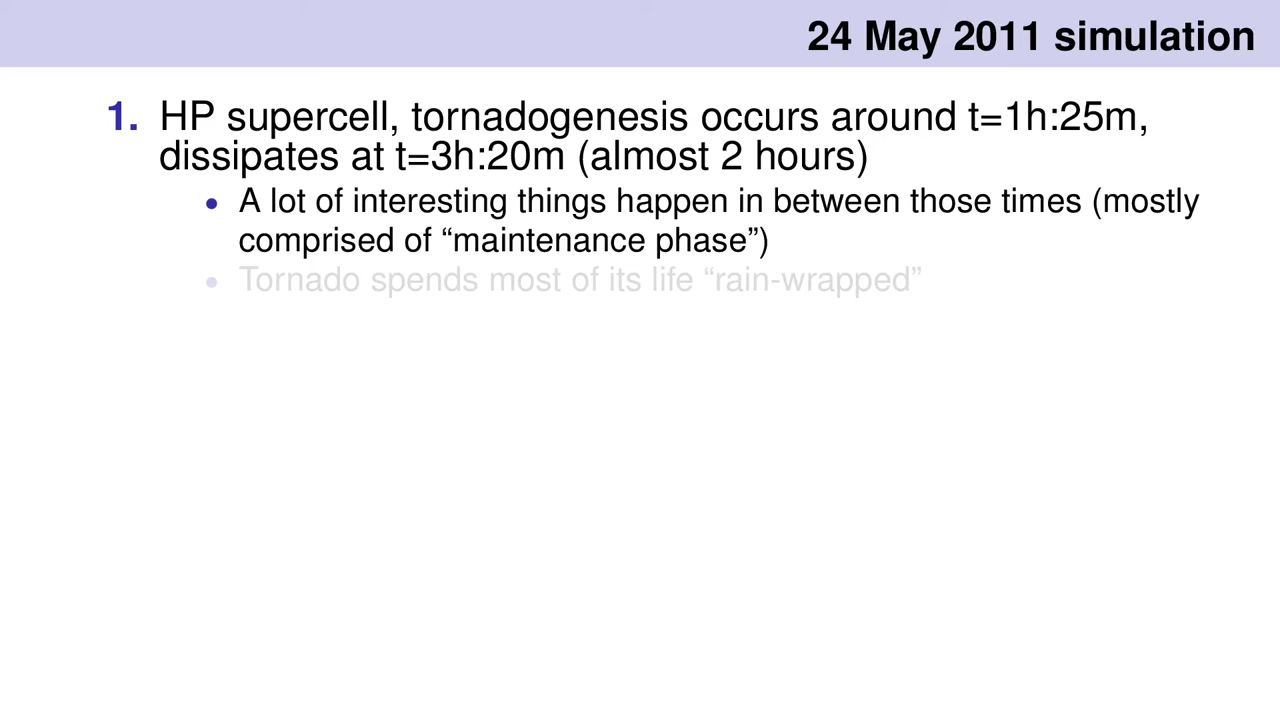 24 May 2011 simulation
1. HP supercell, tornadogenesis occurs around t=1h:25m,
dissipates at t=3h:20m (almost 2 hours)
• A lot of interesting things happen in between those times (mostly
comprised of “maintenance phase”)
• Tornado spends most of its life “rain-wrapped”